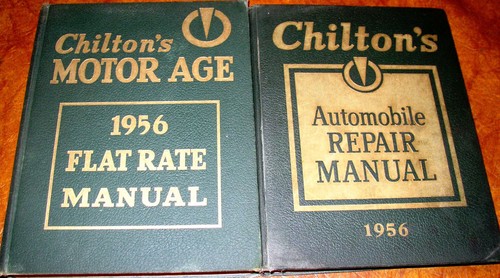 Chilton's
MOTOR AGE
1956
FLAT RATE
MANUAL
Chilton's
Automobile
REPAIR
MANUAL
1956